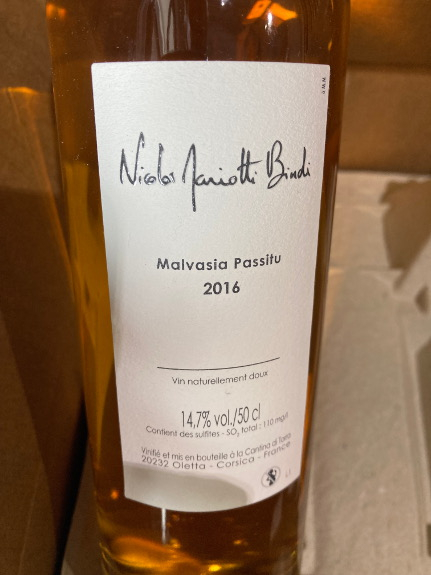 Nicolas Mariotti Bindi
Malvasia Passitu
2016
Vin naturellement doux
14,7% vol./50 cl
Contient des sulfites - SO₂ total : 110 mg/l
Vinifié et mis en bouteille à la Cantina di Torra
20232 Oletta - Corsica - France